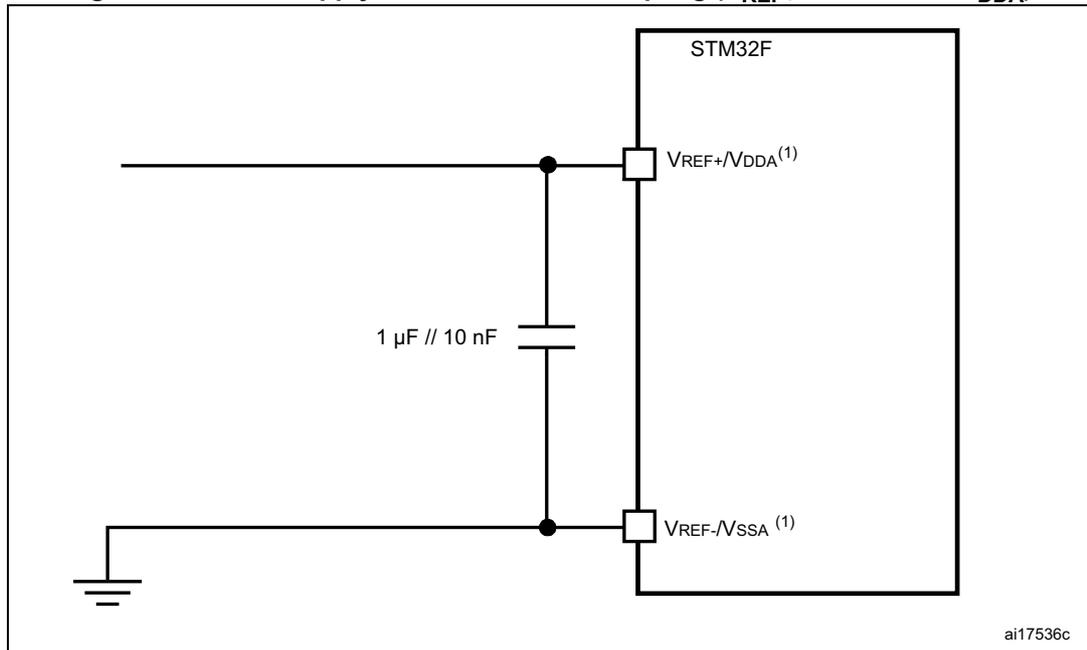 STM32F
VREF+/VDDA(1)
1 µF // 10 nF
VREF-/VSSA (1)
ai17536c